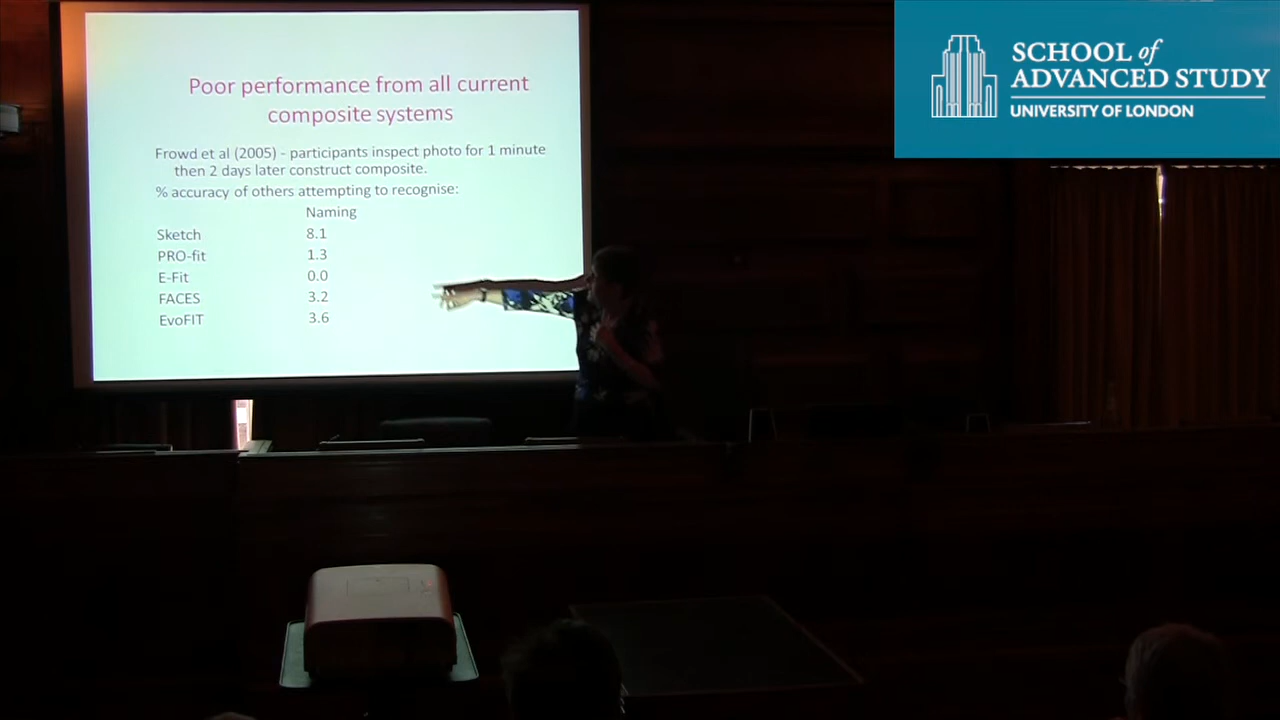 Poor performance from all current
composite systems
Frowd et al (2005) - participants inspect photo for 1 minute
then 2 days later construct composite.
% accuracy of others attempting to recognise:
Naming
Sketch 8.1
PRO-fit 1.3
E-Fit 0.0
FACES 3.2
EvoFIT 3.6
SCHOOL of
ADVANCED STUDY
UNIVERSITY OF LONDON